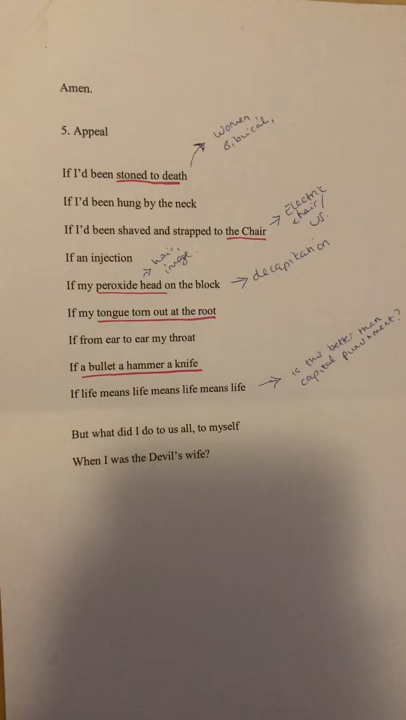 Amen.
5. Appeal
women,
Biblical,
If I'd been stoned to death
If I'd been hung by the neck
Electric
chair/
US.
If I'd been shaved and strapped to the Chair
If an injection
hair,
image
If my peroxide head on the block
decapitation
If my tongue torn out at the root
If from ear to ear my throat
If a bullet a hammer a knife
is this better than
capital punishment?
If life means life means life means life
But what did I do to us all, to myself
When I was the Devil's wife?